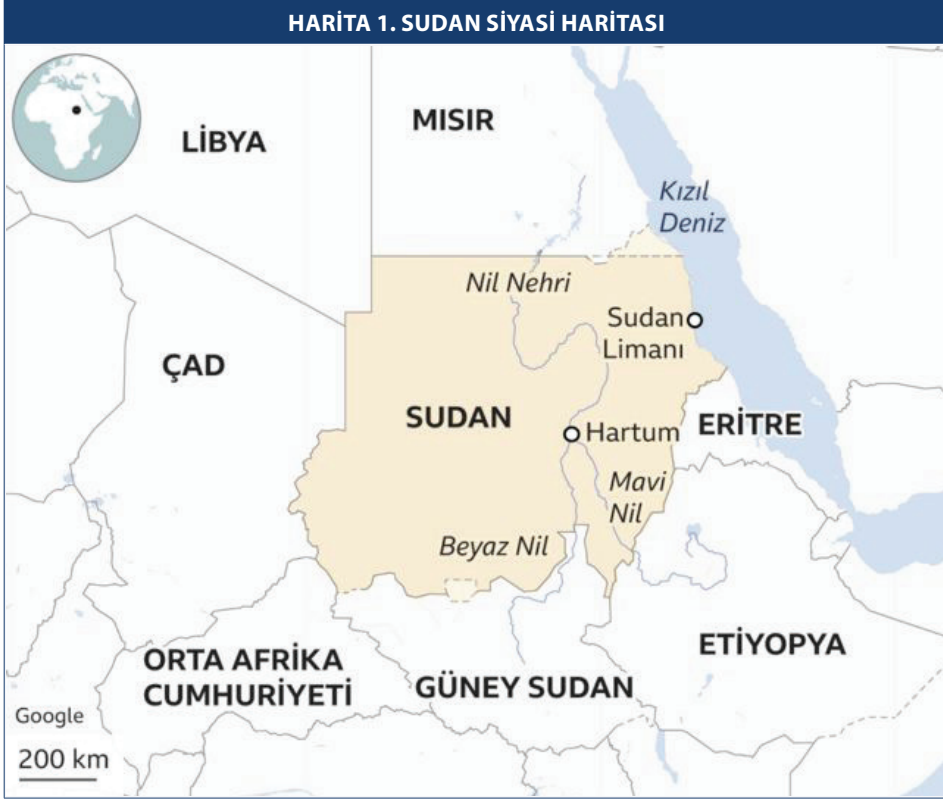 HARİTA 1. SUDAN SİYASİ HARİTASI
MISIR
LİBYA
Kızıl
Deniz
Nil Nehri
Sudan
Limanı
ÇAD
SUDAN
ERİTRE
Hartum
Mavi
Nil
Beyaz Nil
ETİYOPYA
ORTA AFRİKA
CUMHURİYETİ
GÜNEY SUDAN
Google
200 km